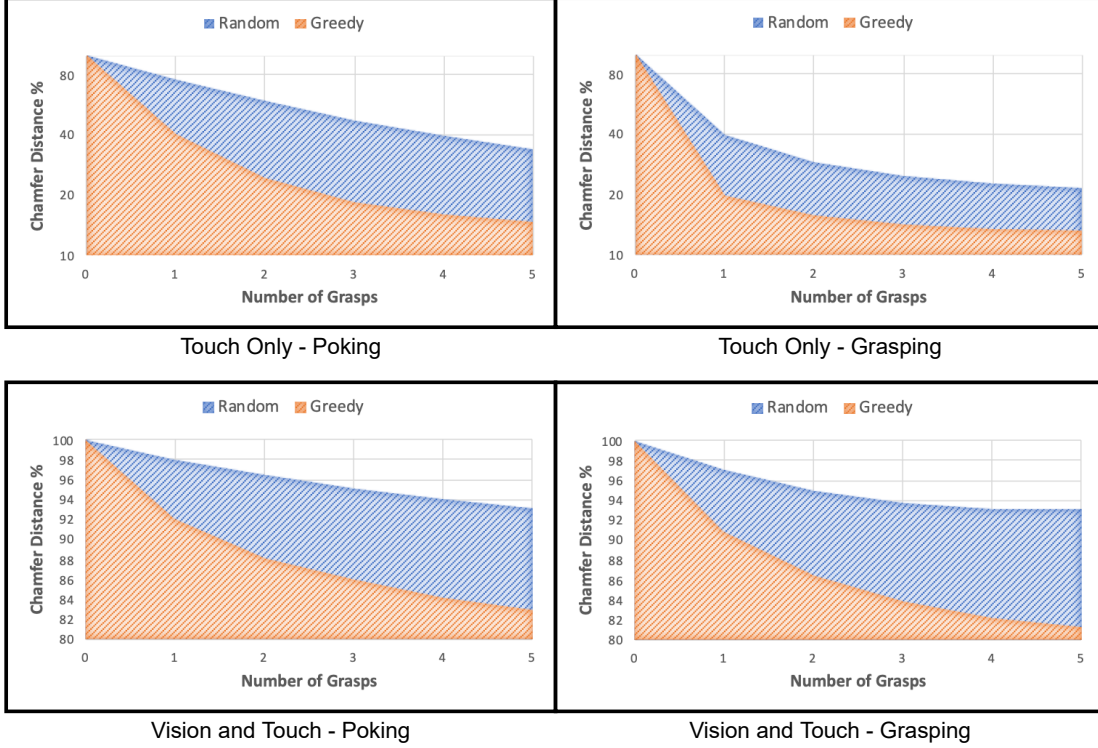 Random Greedy
Chamfer Distance %
80
40
20
10
0 1 2 3 4 5
Number of Grasps
Touch Only - Poking
Random Greedy
Chamfer Distance %
80
40
20
10
0 1 2 3 4 5
Number of Grasps
Touch Only - Grasping
Random Greedy
Chamfer Distance %
100
98
96
94
92
90
88
86
84
82
80
0 1 2 3 4 5
Number of Grasps
Vision and Touch - Poking
Random Greedy
Chamfer Distance %
100
98
96
94
92
90
88
86
84
82
80
0 1 2 3 4 5
Number of Grasps
Vision and Touch - Grasping